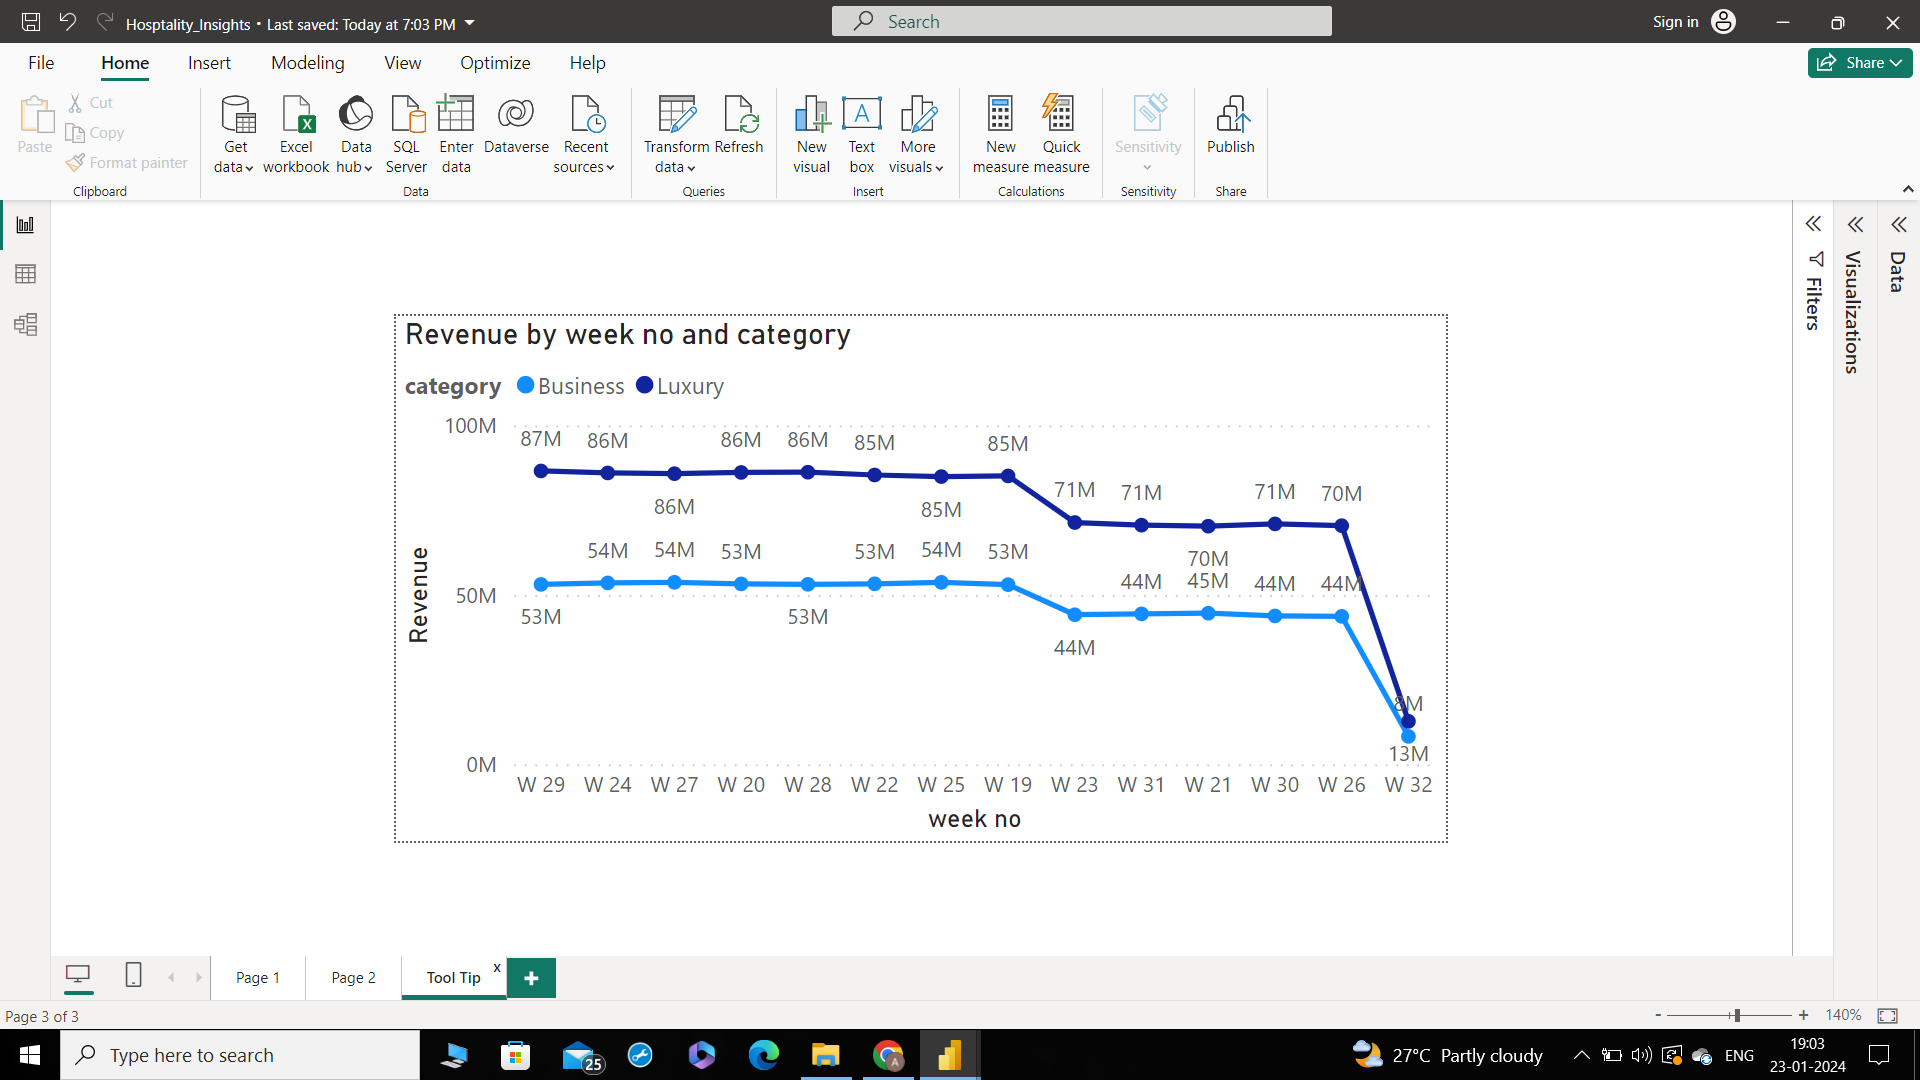 Hosptality_Insights • Last saved: Today at 7:03 PM
Search
Sign in
File Home Insert Modeling View Optimize Help
Share
Paste
Cut
Copy
Format painter
Clipboard
Get data
Excel workbook
Data hub
SQL Server
Enter data
Dataverse
Recent sources
Data
Transform data
Refresh
Queries
New visual
Text box
More visuals
Insert
New measure
Quick measure
Calculations
Sensitivity
Sensitivity
Publish
Share
Filters
Visualizations
Data
Revenue by week no and category
category Business Luxury
100M
50M
0M
Revenue
87M 86M 86M 86M 85M 85M
86M 85M
71M 71M 71M 70M
70M
54M 54M 53M 53M 54M 53M
53M 53M
44M 45M 44M 44M
44M
8M
13M
W 29 W 24 W 27 W 20 W 28 W 22 W 25 W 19 W 23 W 31 W 21 W 30 W 26 W 32
week no
Page 1 Page 2 Tool Tip x +
Page 3 of 3
- + 140%
Type here to search
25
A
27°C Partly cloudy
ENG
19:03
23-01-2024